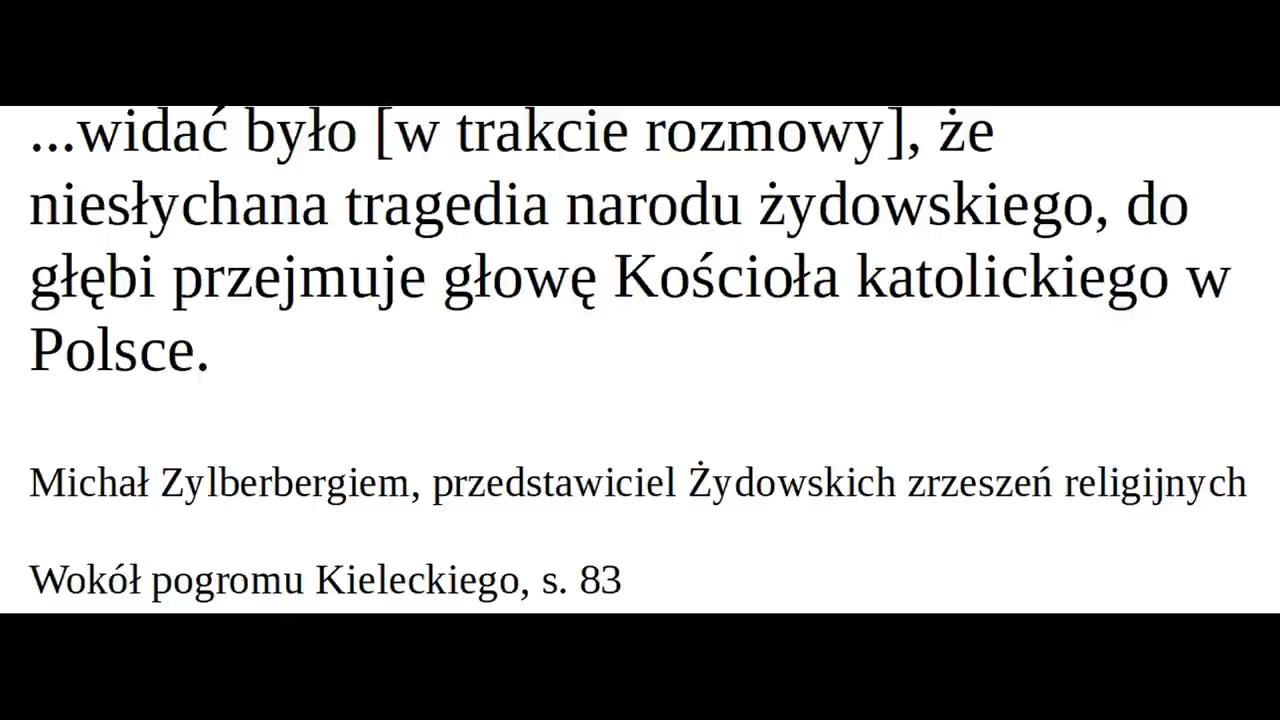 ...widać było [w trakcie rozmowy], że
niesłychana tragedia narodu żydowskiego, do
głębi przejmuje głowę Kościoła katolickiego w
Polsce.
Michał Zylberbergiem, przedstawiciel Żydowskich zrzeszeń religijnych
Wokół pogromu Kieleckiego, s. 83